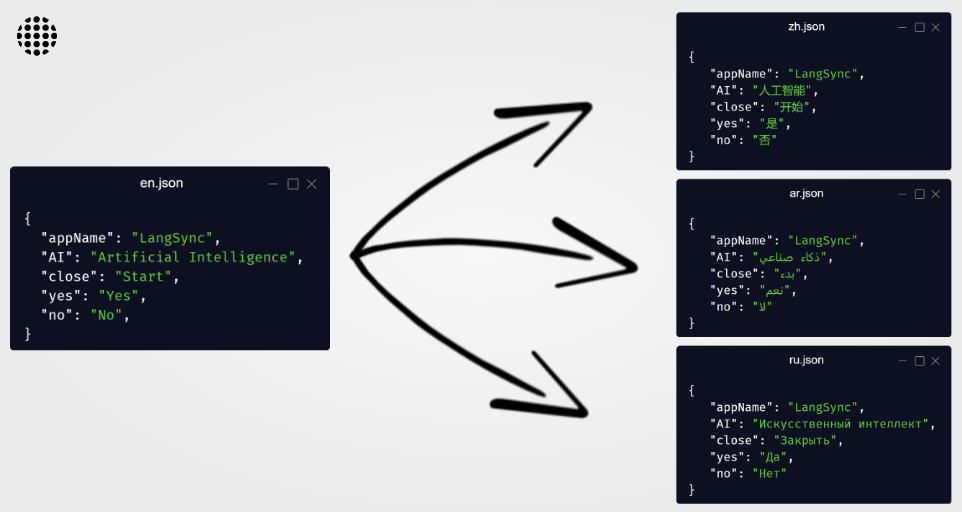 en.json
{
"appName": "LangSync",
"AI": "Artificial Intelligence",
"close": "Start",
"yes": "Yes",
"no": "No",
}
zh.json
{
"appName": "LangSync",
"AI": "人工智能",
"close": "开始",
"yes": "是",
"no": "否"
}
ar.json
{
"appName": "LangSync",
"AI": "ذكاء صناعي",
"close": "بدء",
"yes": "نعم",
"no": "لا"
}
ru.json
{
"appName": "LangSync",
"AI": "Искусственный интеллект",
"close": "Закрыть",
"yes": "Да",
"no": "Нет"
}